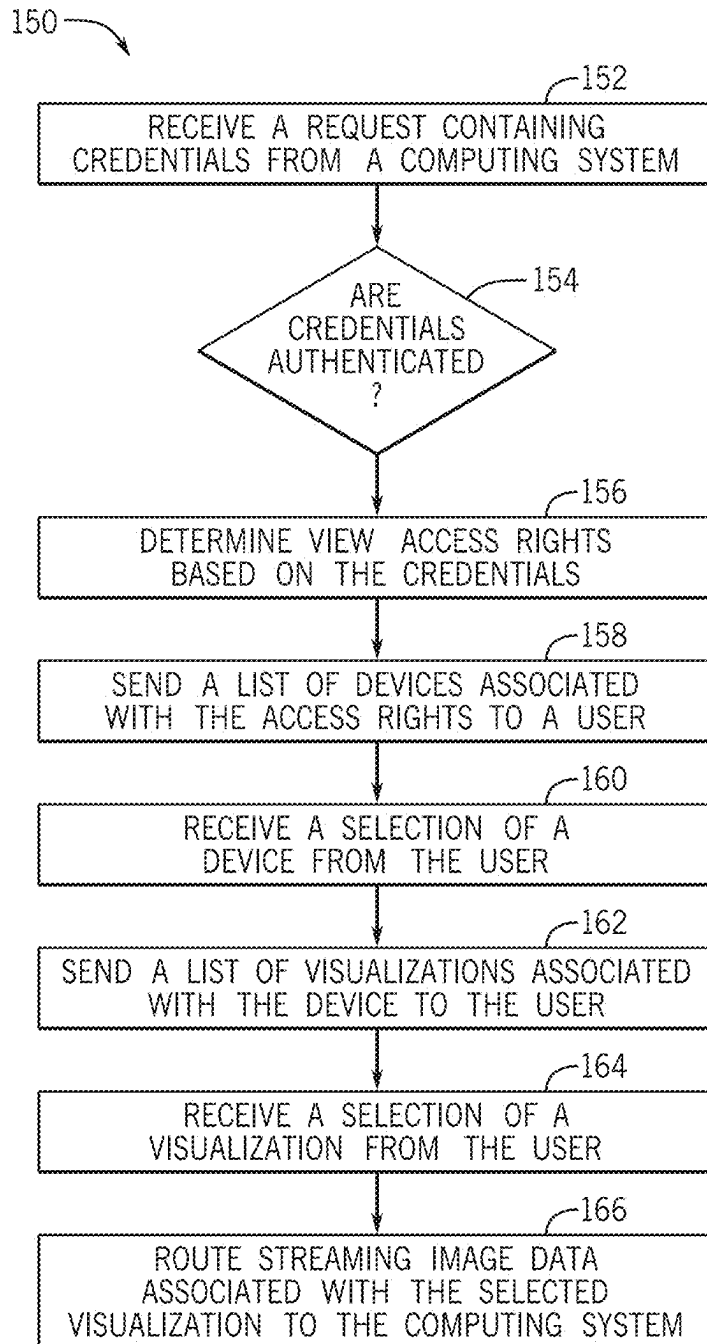 150
152
RECEIVE A REQUEST CONTAINING
CREDENTIALS FROM A COMPUTING SYSTEM
154
ARE
CREDENTIALS
AUTHENTICATED
?
156
DETERMINE VIEW ACCESS RIGHTS
BASED ON THE CREDENTIALS
158
SEND A LIST OF DEVICES ASSOCIATED
WITH THE ACCESS RIGHTS TO A USER
160
RECEIVE A SELECTION OF A
DEVICE FROM THE USER
162
SEND A LIST OF VISUALIZATIONS ASSOCIATED
WITH THE DEVICE TO THE USER
164
RECEIVE A SELECTION OF A
VISUALIZATION FROM THE USER
166
ROUTE STREAMING IMAGE DATA
ASSOCIATED WITH THE SELECTED
VISUALIZATION TO THE COMPUTING SYSTEM